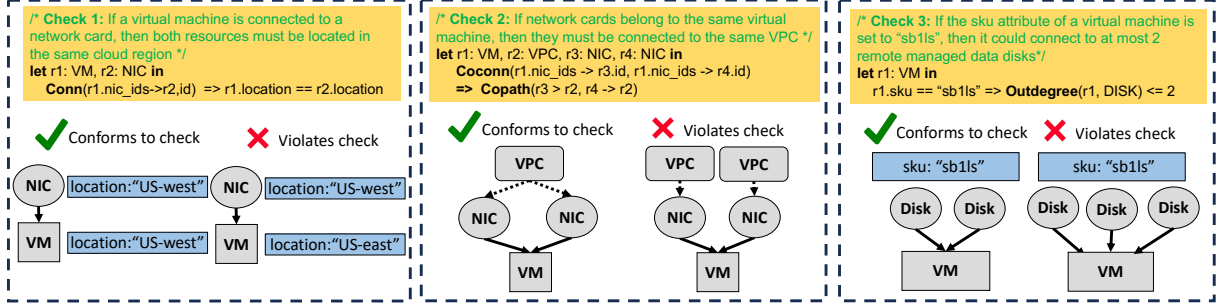 /* Check 1: If a virtual machine is connected to a
network card, then both resources must be located in
the same cloud region */
let r1: VM, r2: NIC in
Conn(r1.nic_ids->r2,id) => r1.location == r2.location
Conforms to check
Violates check
NIC
location:"US-west"
NIC
location:"US-west"
VM
location:"US-west"
VM
location:"US-east"
/* Check 2: If network cards belong to the same virtual
machine, then they must be connected to the same VPC */
let r1: VM, r2: VPC, r3: NIC, r4: NIC in
Coconn(r1.nic_ids -> r3.id, r1.nic_ids -> r4.id)
=> Copath(r3 > r2, r4 -> r2)
Conforms to check
Violates check
VPC
VPC
VPC
NIC
NIC
NIC
NIC
VM
VM
/* Check 3: If the sku attribute of a virtual machine is
set to "sb1ls", then it could connect to at most 2
remote managed data disks*/
let r1: VM in
r1.sku == "sb1ls" => Outdegree(r1, DISK) <= 2
Conforms to check
Violates check
sku: "sb1ls"
sku: "sb1ls"
Disk
Disk
Disk
Disk
Disk
VM
VM